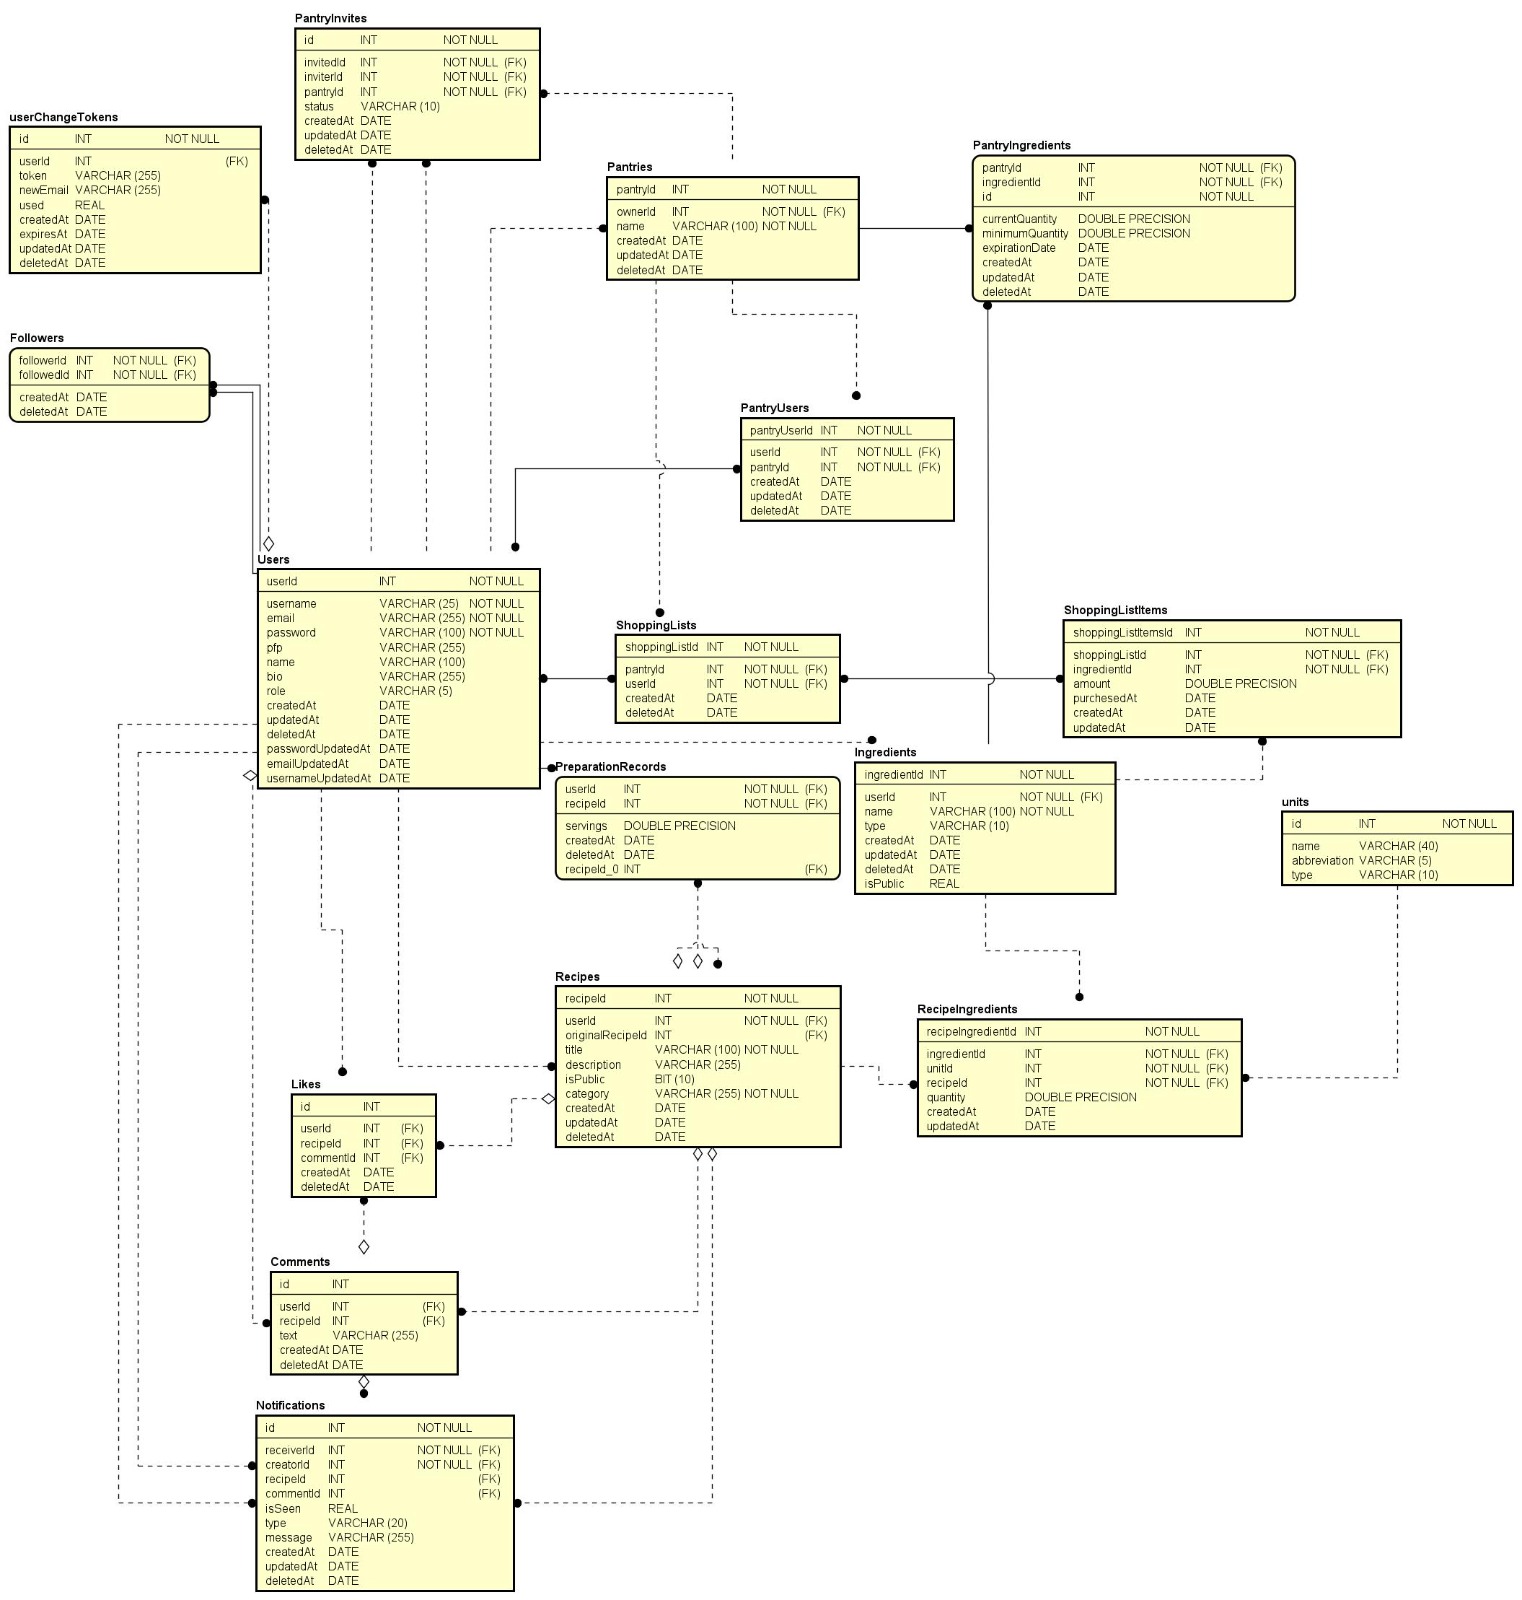 PantryInvites
id INT NOT NULL
invitedId INT NOT NULL (FK)
inviterId INT NOT NULL (FK)
pantryId INT NOT NULL (FK)
status VARCHAR (10)
createdAt DATE
updatedAt DATE
deletedAt DATE
userChangeTokens
id INT NOT NULL
userId INT (FK)
token VARCHAR (255)
newEmail VARCHAR (255)
used REAL
createdAt DATE
expiresAt DATE
updatedAt DATE
deletedAt DATE
Pantries
pantryId INT NOT NULL
ownerId INT NOT NULL (FK)
name VARCHAR (100) NOT NULL
createdAt DATE
updatedAt DATE
deletedAt DATE
PantryIngredients
pantryId INT NOT NULL (FK)
ingredientId INT NOT NULL (FK)
id INT NOT NULL
currentQuantity DOUBLE PRECISION
minimumQuantity DOUBLE PRECISION
expirationDate DATE
createdAt DATE
updatedAt DATE
deletedAt DATE
Followers
followerId INT NOT NULL (FK)
followedId INT NOT NULL (FK)
createdAt DATE
deletedAt DATE
PantryUsers
pantryUserId INT NOT NULL
userId INT NOT NULL (FK)
pantryId INT NOT NULL (FK)
createdAt DATE
updatedAt DATE
deletedAt DATE
Users
userId INT NOT NULL
username VARCHAR (25) NOT NULL
email VARCHAR (255) NOT NULL
password VARCHAR (100) NOT NULL
pfp VARCHAR (255)
name VARCHAR (100)
bio VARCHAR (255)
role VARCHAR (5)
createdAt DATE
updatedAt DATE
deletedAt DATE
passwordUpdatedAt DATE
emailUpdatedAt DATE
usernameUpdatedAt DATE
ShoppingLists
shoppingListId INT NOT NULL
pantryId INT NOT NULL (FK)
userId INT NOT NULL (FK)
createdAt DATE
deletedAt DATE
ShoppingListItems
shoppingListItemsId INT NOT NULL
shoppingListId INT NOT NULL (FK)
ingredientId INT NOT NULL (FK)
amount DOUBLE PRECISION
purchesedAt DATE
createdAt DATE
updatedAt DATE
PreparationRecords
userId INT NOT NULL (FK)
recipeId INT NOT NULL (FK)
servings DOUBLE PRECISION
createdAt DATE
deletedAt DATE
recipeId_0 INT (FK)
Ingredients
ingredientId INT NOT NULL
userId INT NOT NULL (FK)
name VARCHAR (100) NOT NULL
type VARCHAR (10)
createdAt DATE
updatedAt DATE
deletedAt DATE
isPublic REAL
units
id INT NOT NULL
name VARCHAR (40)
abbreviation VARCHAR (5)
type VARCHAR (10)
Recipes
recipeId INT NOT NULL
userId INT NOT NULL (FK)
originalRecipeId INT (FK)
title VARCHAR (100) NOT NULL
description VARCHAR (255)
isPublic BIT (10)
category VARCHAR (255) NOT NULL
createdAt DATE
updatedAt DATE
deletedAt DATE
RecipeIngredients
recipeIngredientId INT NOT NULL
ingredientId INT NOT NULL (FK)
unitId INT NOT NULL (FK)
recipeId INT NOT NULL (FK)
quantity DOUBLE PRECISION
createdAt DATE
updatedAt DATE
Likes
id INT
userId INT (FK)
recipeId INT (FK)
commentId INT (FK)
createdAt DATE
deletedAt DATE
Comments
id INT
userId INT (FK)
recipeId INT (FK)
text VARCHAR (255)
createdAt DATE
deletedAt DATE
Notifications
id INT NOT NULL
receiverId INT NOT NULL (FK)
creatorId INT NOT NULL (FK)
recipeId INT (FK)
commentId INT (FK)
isSeen REAL
type VARCHAR (20)
message VARCHAR (255)
createdAt DATE
updatedAt DATE
deletedAt DATE